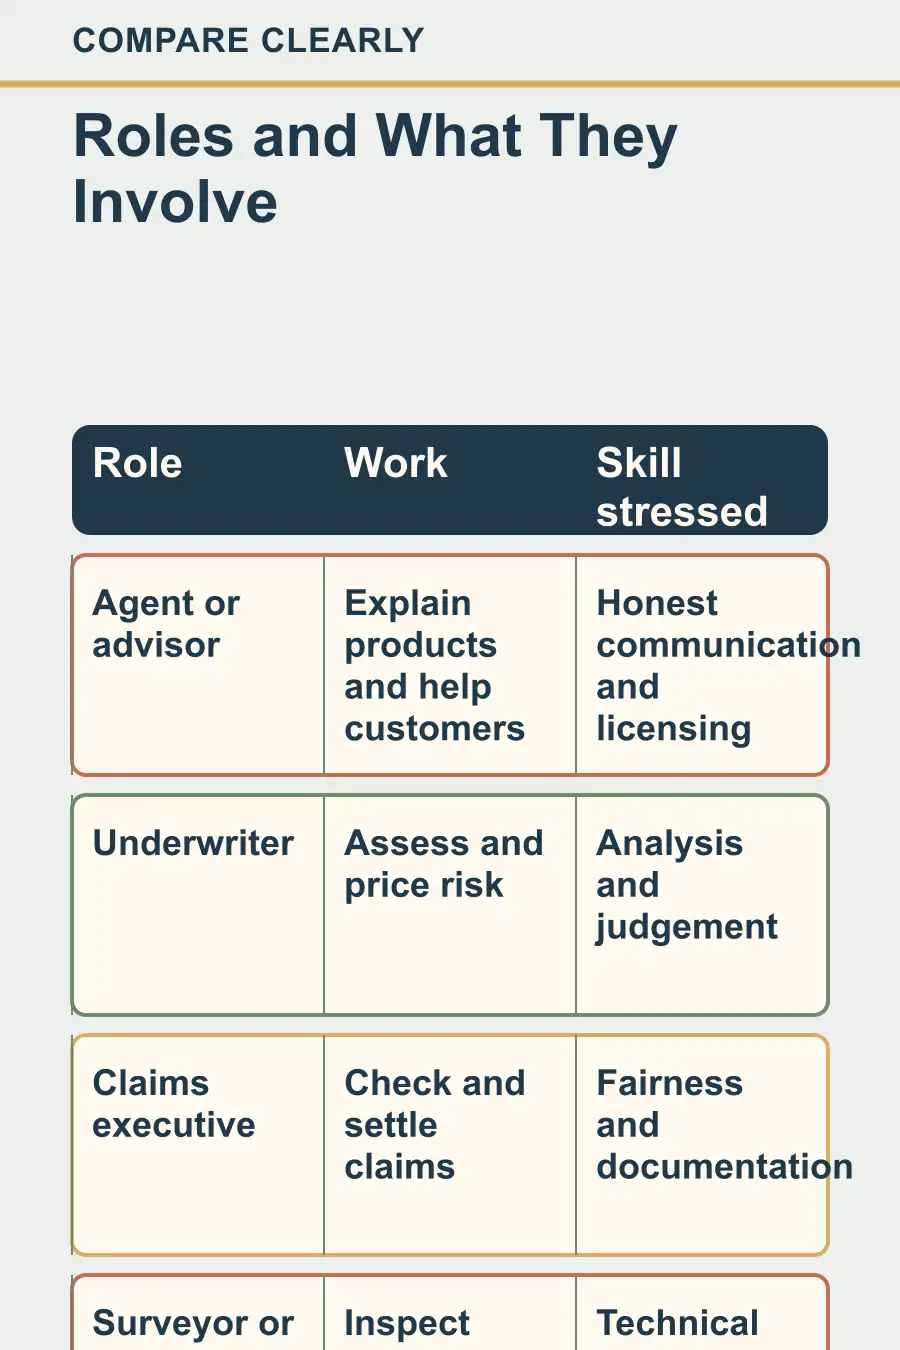 COMPARE CLEARLY
Roles and What They
Involve
Role
Work
Skill
stressed
Agent or
advisor
Explain
products
and help
customers
Honest
communication
and
licensing
Underwriter
Assess and
price risk
Analysis
and
judgement
Claims
executive
Check and
settle
claims
Fairness
and
documentation
Surveyor or
Inspect
Technical